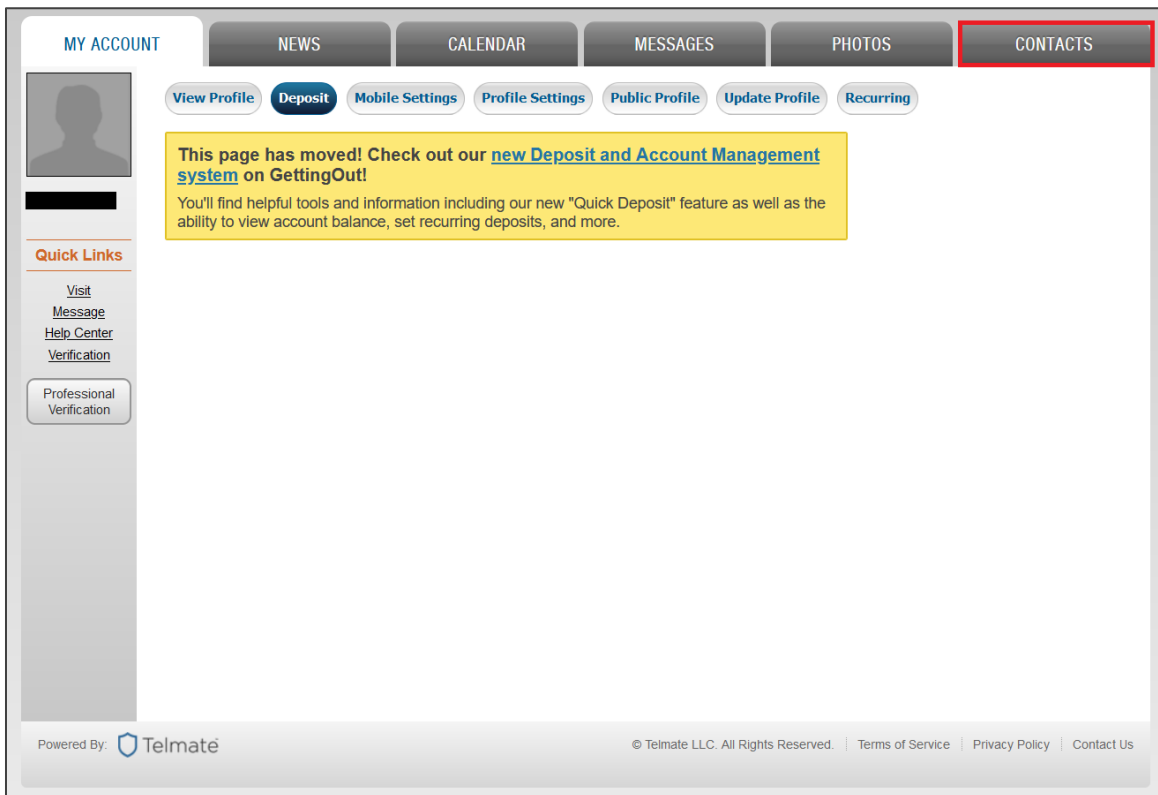 MY ACCOUNT
NEWS
CALENDAR
MESSAGES
PHOTOS
CONTACTS
View Profile
Deposit
Mobile Settings
Profile Settings
Public Profile
Update Profile
Recurring
This page has moved! Check out our new Deposit and Account Management
system on GettingOut!
You'll find helpful tools and information including our new "Quick Deposit" feature as well as the
ability to view account balance, set recurring deposits, and more.
Quick Links
Visit
Message
Help Center
Verification
Professional
Verification
Powered By: Telmate
© Telmate LLC. All Rights Reserved.
Terms of Service
Privacy Policy
Contact Us